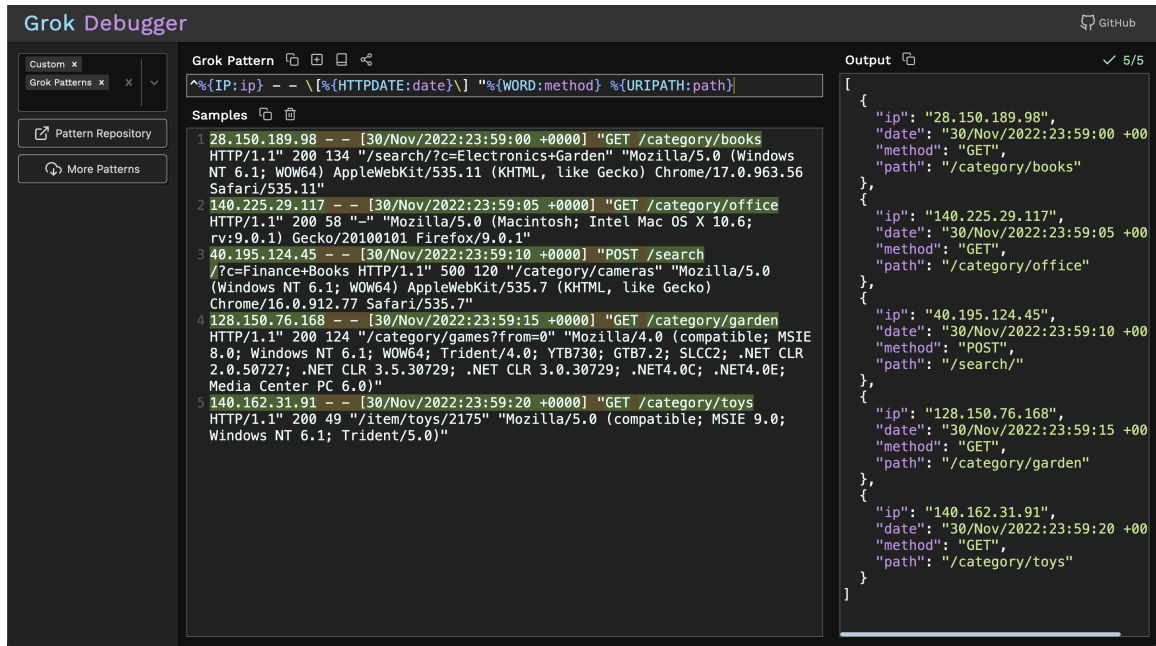 Grok Debugger
GitHub
Custom ×
Grok Patterns ×
×
Pattern Repository
More Patterns
Grok Pattern
^%{IP:ip} - - \[%{HTTPDATE:date}\] "%{WORD:method} %{URIPATH:path}
Samples
1 28.150.189.98 - - [30/Nov/2022:23:59:00 +0000] "GET /category/books
HTTP/1.1" 200 134 "/search/?c=Electronics+Garden" "Mozilla/5.0 (Windows
NT 6.1; WOW64) AppleWebKit/535.11 (KHTML, like Gecko) Chrome/17.0.963.56
Safari/535.11"
2 140.225.29.117 - - [30/Nov/2022:23:59:05 +0000] "GET /category/office
HTTP/1.1" 200 58 "-" "Mozilla/5.0 (Macintosh; Intel Mac OS X 10.6;
rv:9.0.1) Gecko/20100101 Firefox/9.0.1"
3 40.195.124.45 - - [30/Nov/2022:23:59:10 +0000] "POST /search
/?c=Finance+Books HTTP/1.1" 500 120 "/category/cameras" "Mozilla/5.0
(Windows NT 6.1; WOW64) AppleWebKit/535.7 (KHTML, like Gecko)
Chrome/16.0.912.77 Safari/535.7"
4 128.150.76.168 - - [30/Nov/2022:23:59:15 +0000] "GET /category/garden
HTTP/1.1" 200 124 "/category/games?from=0" "Mozilla/4.0 (compatible; MSIE
8.0; Windows NT 6.1; WOW64; Trident/4.0; YTB730; GTB7.2; SLCC2; .NET CLR
2.0.50727; .NET CLR 3.5.30729; .NET CLR 3.0.30729; .NET4.0C; .NET4.0E;
Media Center PC 6.0)"
5 140.162.31.91 - - [30/Nov/2022:23:59:20 +0000] "GET /category/toys
HTTP/1.1" 200 49 "/item/toys/2175" "Mozilla/5.0 (compatible; MSIE 9.0;
Windows NT 6.1; Trident/5.0)"
Output
✓ 5/5
[
{
"ip": "28.150.189.98",
"date": "30/Nov/2022:23:59:00 +00
"method": "GET",
"path": "/category/books"
},
{
"ip": "140.225.29.117",
"date": "30/Nov/2022:23:59:05 +00
"method": "GET",
"path": "/category/office"
},
{
"ip": "40.195.124.45",
"date": "30/Nov/2022:23:59:10 +00
"method": "POST",
"path": "/search/"
},
{
"ip": "128.150.76.168",
"date": "30/Nov/2022:23:59:15 +00
"method": "GET",
"path": "/category/garden"
},
{
"ip": "140.162.31.91",
"date": "30/Nov/2022:23:59:20 +00
"method": "GET",
"path": "/category/toys"
}
]